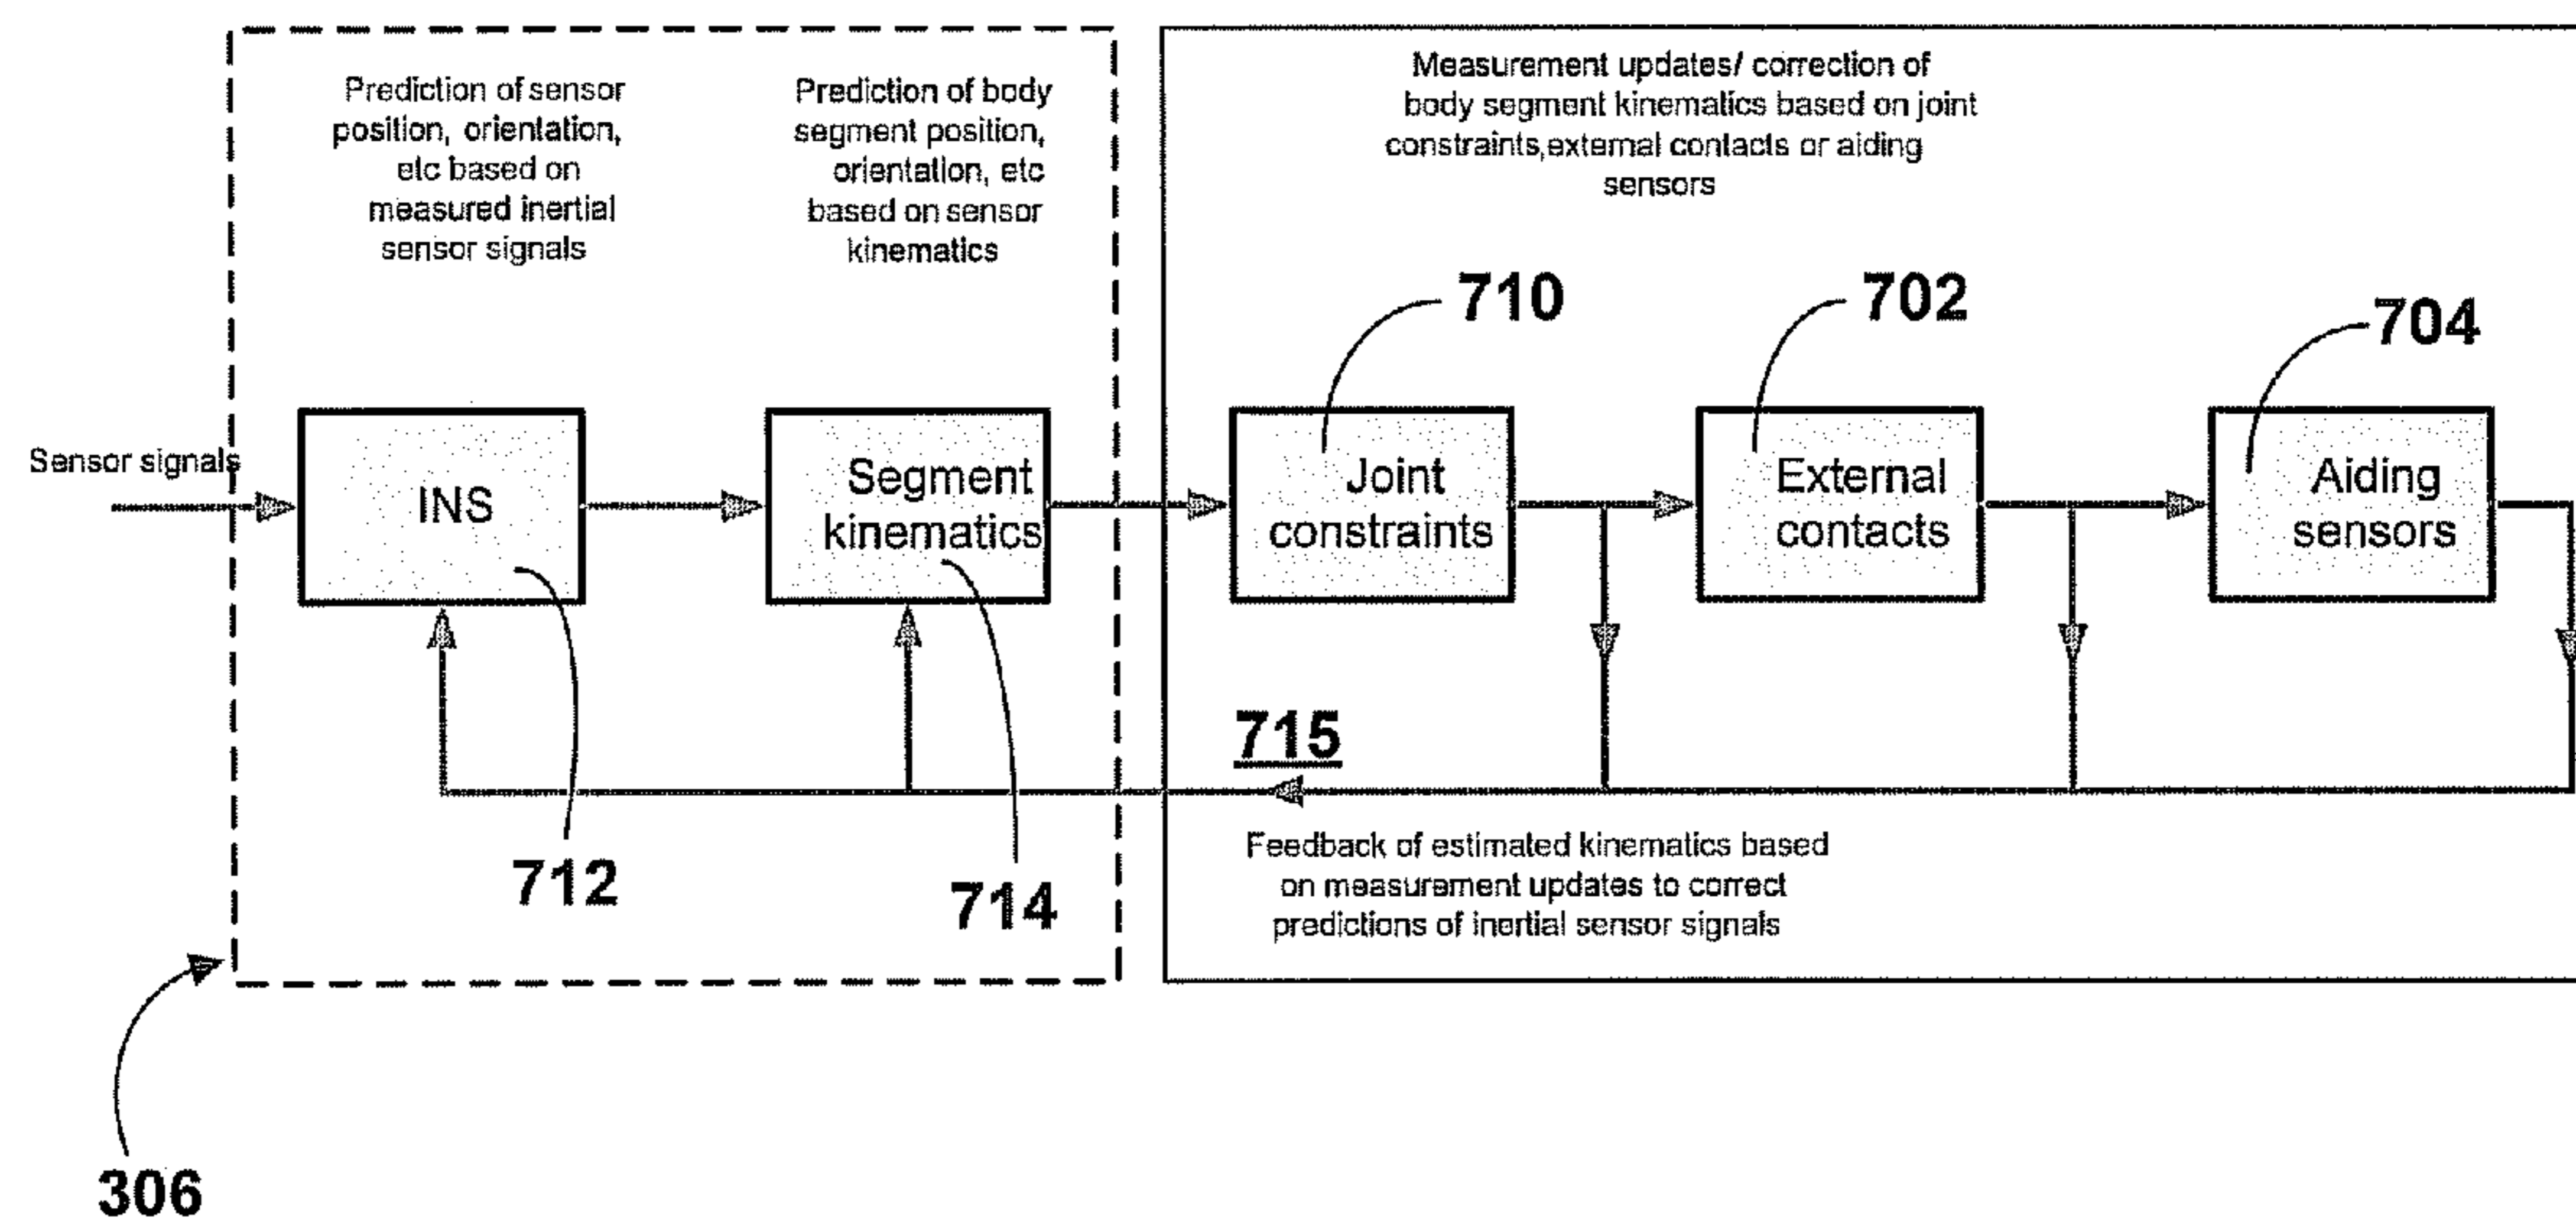 Prediction of sensor
position, orientation,
etc based on
measured inertial
sensor signals
Prediction of body
segment position,
orientation, etc
based on sensor
kinematics
Measurement updates/ correction of
body segment kinematics based on joint
constraints,external contacts or aiding
sensors
710
702
704
Sensor signals
INS
Segment
kinematics
Joint
constraints
External
contacts
Aiding
sensors
715
712
714
Feedback of estimated kinematics based
on measurement updates to correct
predictions of inertial sensor signals
306